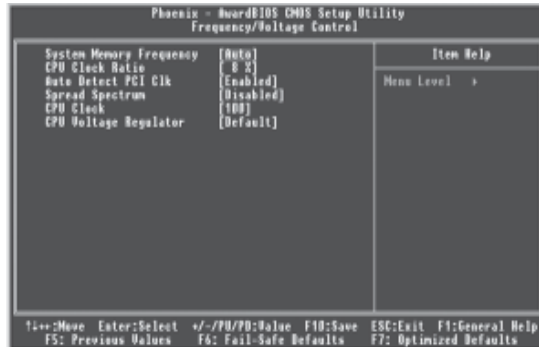 Phoenix - AwardBIOS CMOS Setup Utility
Frequency/Voltage Control
System Memory Frequency [Auto]
CPU Clock Ratio [ 8 X]
Auto Detect PCI Clk [Enabled]
Spread Spectrum [Disabled]
CPU Clock [100]
CPU Voltage Regulator [Default]
Item Help
Menu Level ▸
↑↓→←:Move Enter:Select +/-/PU/PD:Value F10:Save ESC:Exit F1:General Help
F5: Previous Values F6: Fail-Safe Defaults F7: Optimized Defaults